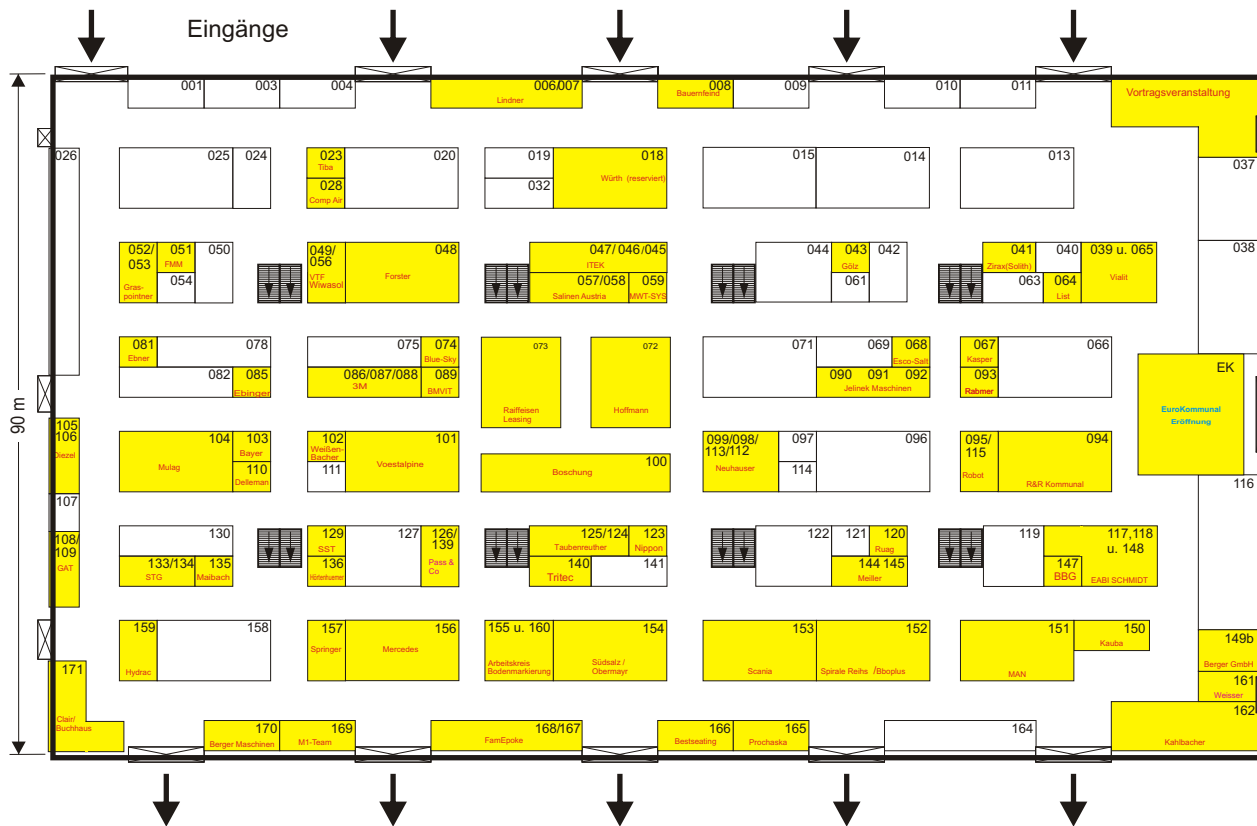 Eingänge
001
003
004
006/007
Lindner
008
Bauernfeind
009
010
011
Vortragsveranstaltung
026
025
024
023
Tiba
028
Comp Air
020
019
032
018
Würth (reserviert)
015
014
013
037
052/
053
Gras-
pointner
051
FMM
054
050
049/
056
VTF
Wiwasol
048
Forster
047/ 046/045
ITEK
057/058
Salinen Austria
059
MWT-SYS
044
043
Gölz
061
042
041
Zirax(Solith)
040
063
064
List
039 u. 065
Vialit
038
081
Ebner
078
082
085
Ebinger
075
074
Blue-Sky
086/087/088
3M
089
BMVIT
073
Raiffeisen
Leasing
072
Hoffmann
071
069
068
Esco-Salt
090 091 092
Jelinek Maschinen
067
Kasper
093
Rabmer
066
EK
EuroKommunal
Eröffnung
90 m
105
106
Diezel
107
108/
109
GAT
104
Mulag
103
Bayer
110
Delleman
102
Weißen-
Bacher
111
101
Voestalpine
100
Boschung
099/098/
113/112
Neuhauser
097
114
096
095/
115
Robot
094
R&R Kommunal
116
130
133/134
STG
135
Maibach
129
SST
136
127
126/
139
Pass &
Co
125/124
Taubenreuther
123
Nippon
140
Tritec
141
122
121
120
Ruag
144 145
Meiller
119
117,118
u. 148
147
BBG
EABI SCHMIDT
159
Hydrac
158
157
Springer
156
Mercedes
155 u. 160
Arbeitskreis
Bodenmarkierung
154
Südsalz /
Obermayr
153
Scania
152
Spirale Reihs /Bboplus
151
MAN
150
Kauba
149b
Berger GmbH
161
Weisser
162
Kahlbacher
171
Clair/
Buchhaus
170
Berger Maschinen
169
M1-Team
168/167
FamEpoke
166
Bestseating
165
Prochaska
164